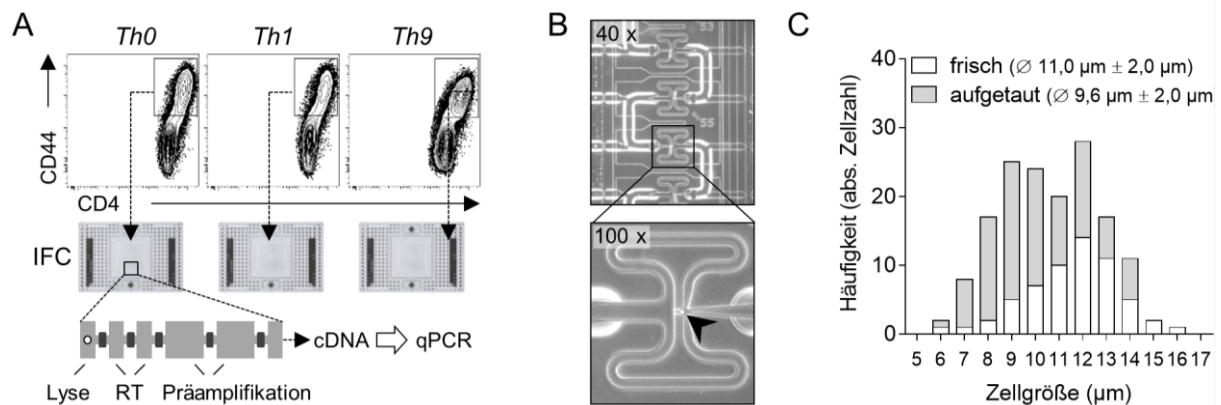 A
Th0 Th1 Th9
CD44
CD4
IFC
cDNA qPCR
Lyse RT Präamplifikation
B
40 x
53
55
100 x
C
frisch (∅ 11,0 µm ± 2,0 µm)
aufgetaut (∅ 9,6 µm ± 2,0 µm)
Häufigkeit (abs. Zellzahl)
40
30
20
10
0
5 6 7 8 9 10 11 12 13 14 15 16 17
Zellgröße (µm)